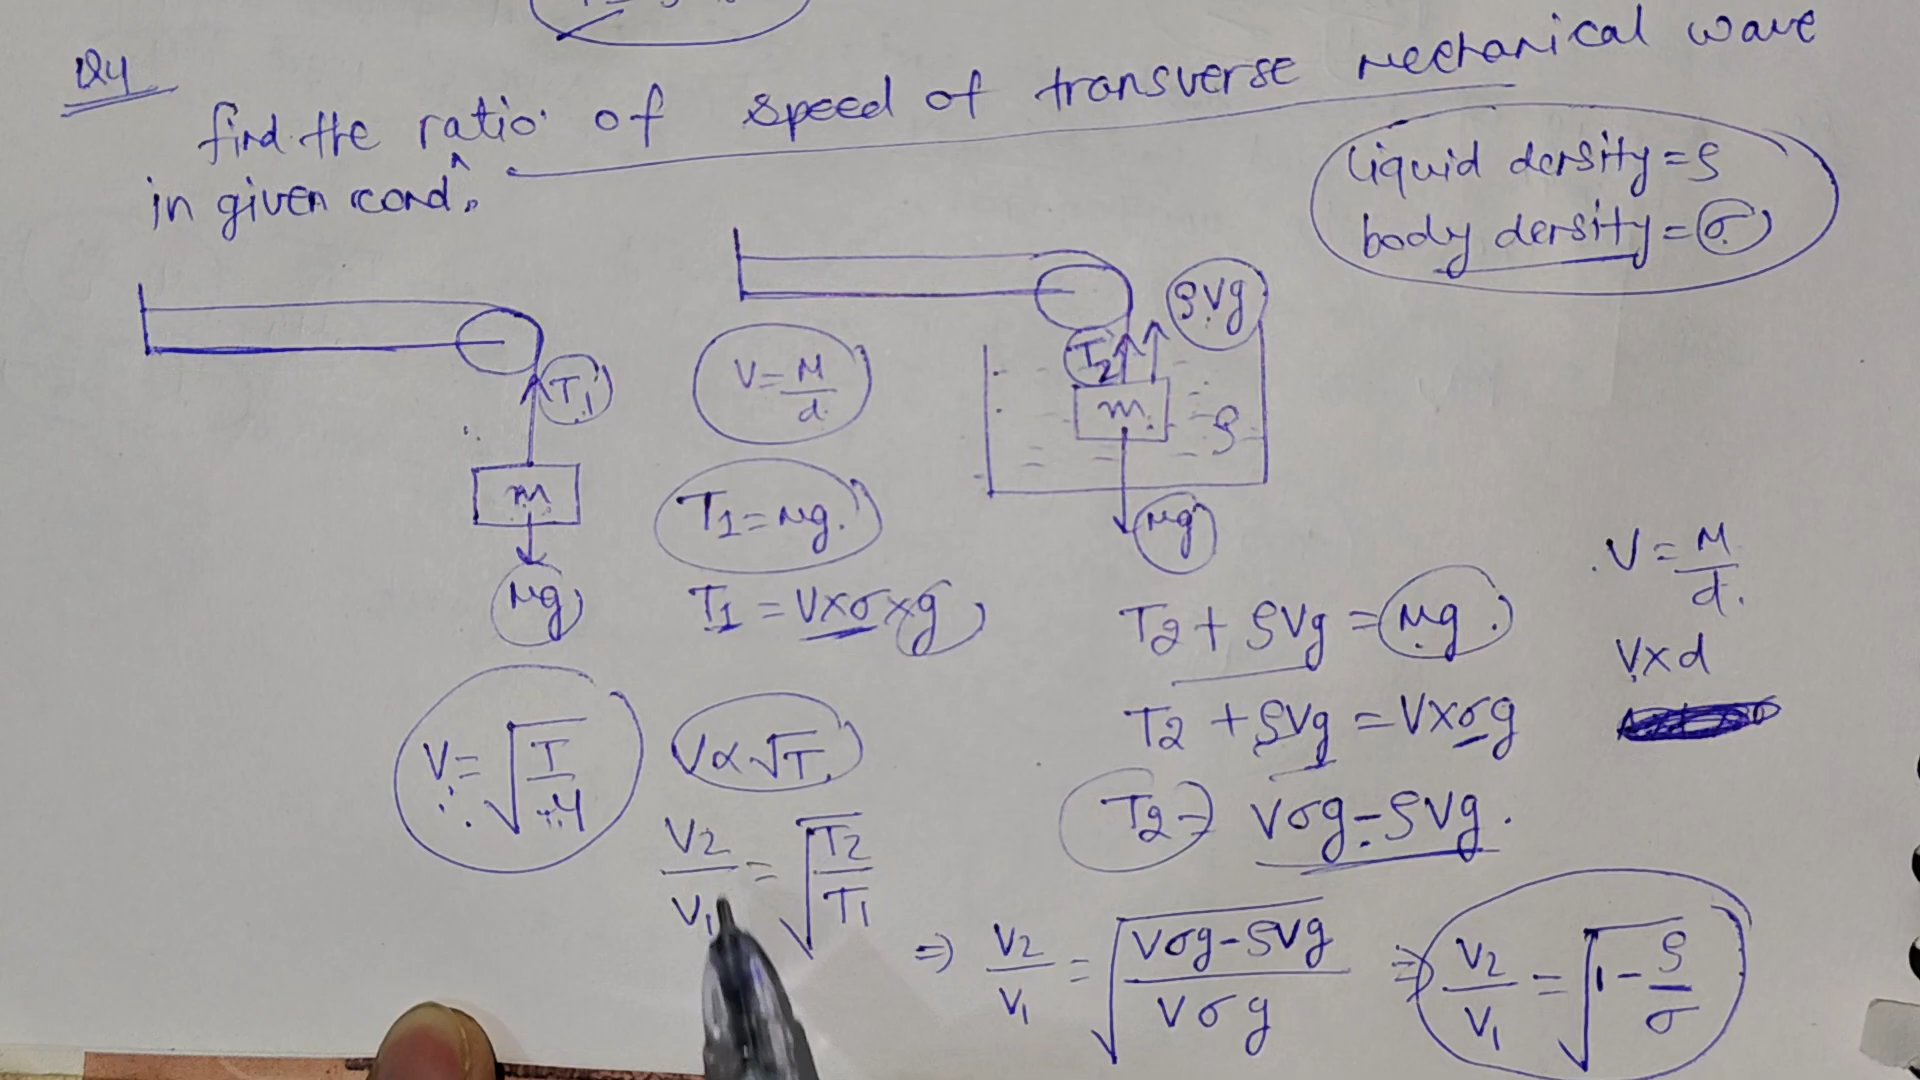 Q4
find the ratio of speed of transverse mechanical wave
in given cond^n.
liquid density = ρ
body density = σ
T1
m
Mg
V = M/d
T1 = Mg.
T1 = V×σ×g
ρVg
T2
m
ρ
Mg
T2 + ρVg = Mg.
T2 + ρVg = V×σg
T2 = Vσg - ρVg.
V = M/d.
V×d
V = √(T/μ)
V ∝ √T
V2/V1 = √(T2/T1)
⇒ V2/V1 = √((Vσg - ρVg)/(Vσg))
⇒ V2/V1 = √(1 - ρ/σ)